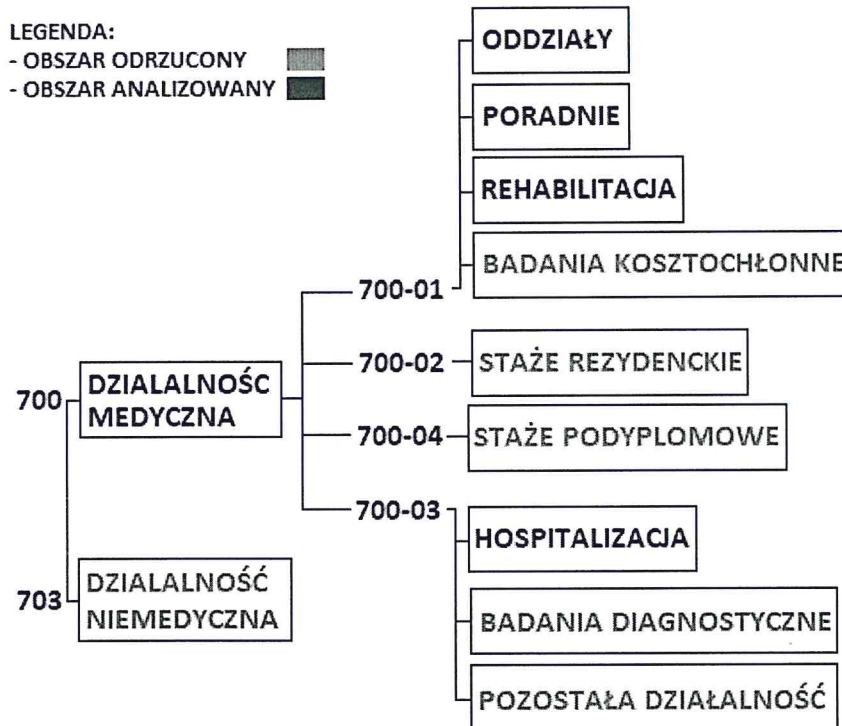 LEGENDA:
- OBSZAR ODRZUCONY
- OBSZAR ANALIZOWANY
ODDZIAŁY
PORADNIE
REHABILITACJA
BADANIA KOSZTOCHŁONNE
700-01
700-02
STAŻE REZYDENCKIE
700
DZIALALNOŚC
MEDYCZNA
700-04
STAŻE PODYPLOMOWE
700-03
HOSPITALIZACJA
703
DZIALALNOŚĆ
NIEMEDYCZNA
BADANIA DIAGNOSTYCZNE
POZOSTAŁA DZIAŁALNOŚĆ